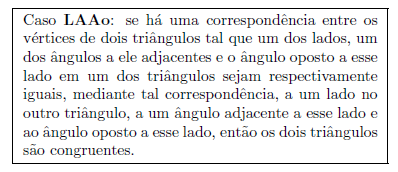 Caso LAAo: se há uma correspondência entre os
vértices de dois triângulos tal que um dos lados, um
dos ângulos a ele adjacentes e o ângulo oposto a esse
lado em um dos triângulos sejam respectivamente
iguais, mediante tal correspondência, a um lado no
outro triângulo, a um ângulo adjacente a esse lado e
ao ângulo oposto a esse lado, então os dois triângulos
são congruentes.